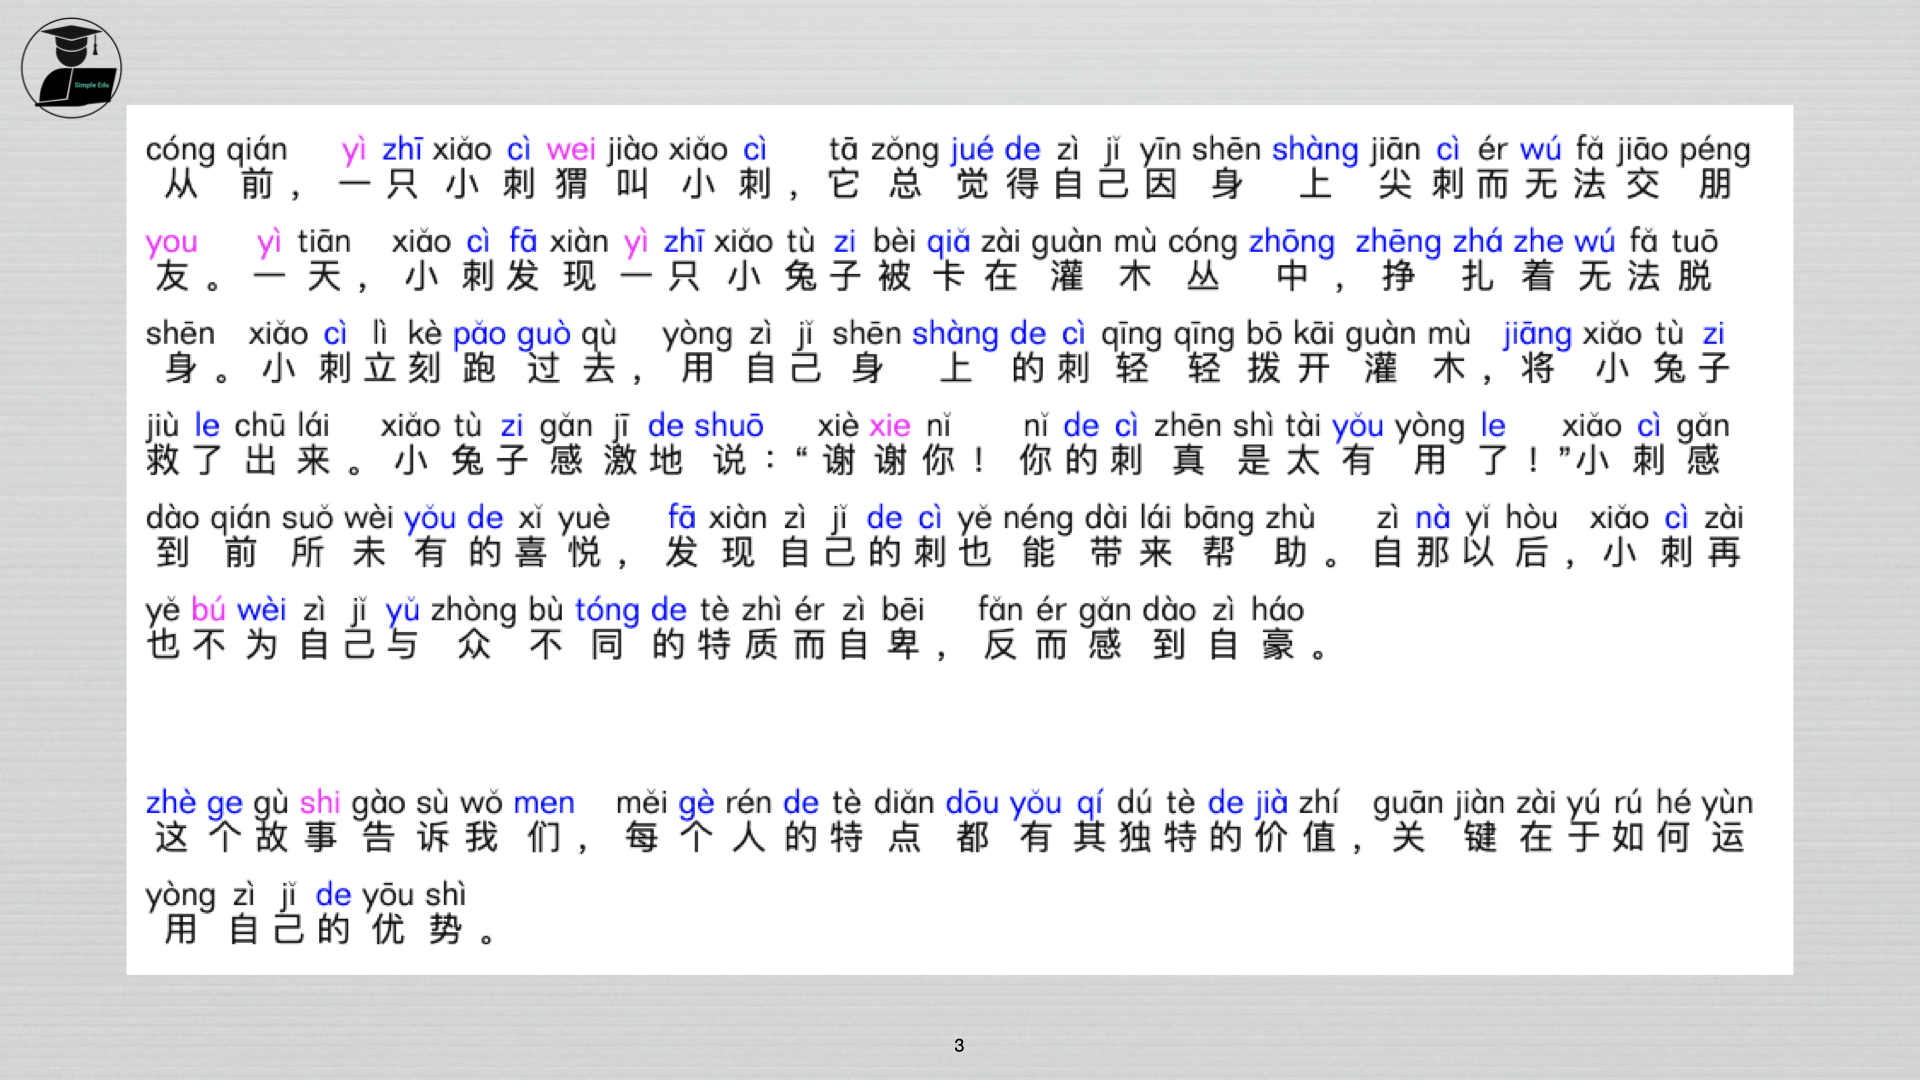 Simple Edu
cóng qián yì zhī xiǎo cì wei jiào xiǎo cì tā zǒng jué de zì jǐ yīn shēn shàng jiān cì ér wú fǎ jiāo péng
从前，一只小刺猬叫小刺，它总觉得自己因身上尖刺而无法交朋
you yì tiān xiǎo cì fā xiàn yì zhī xiǎo tù zi bèi qiǎ zài guàn mù cóng zhōng zhēng zhá zhe wú fǎ tuō
友。一天，小刺发现一只小兔子被卡在灌木丛中，挣扎着无法脱
shēn xiǎo cì lì kè pǎo guò qù yòng zì jǐ shēn shàng de cì qīng qīng bō kāi guàn mù jiāng xiǎo tù zi
身。小刺立刻跑过去，用自己身上的刺轻轻拨开灌木，将小兔子
jiù le chū lái xiǎo tù zi gǎn jī de shuō xiè xie nǐ nǐ de cì zhēn shì tài yǒu yòng le xiǎo cì gǎn
救了出来。小兔子感激地说：“谢谢你！你的刺真是太有用了！”小刺感
dào qián suǒ wèi yǒu de xǐ yuè fā xiàn zì jǐ de cì yě néng dài lái bāng zhù zì nà yǐ hòu xiǎo cì zài
到前所未有的喜悦，发现自己的刺也能带来帮助。自那以后，小刺再
yě bú wèi zì jǐ yǔ zhòng bù tóng de tè zhì ér zì bēi fǎn ér gǎn dào zì háo
也不为自己与众不同的特质而自卑，反而感到自豪。
zhè ge gù shi gào sù wǒ men měi gè rén de tè diǎn dōu yǒu qí dú tè de jià zhí guān jiàn zài yú rú hé yùn
这个故事告诉我们，每个人的特点都有其独特的价值，关键在于如何运
yòng zì jǐ de yōu shì
用自己的优势。
3